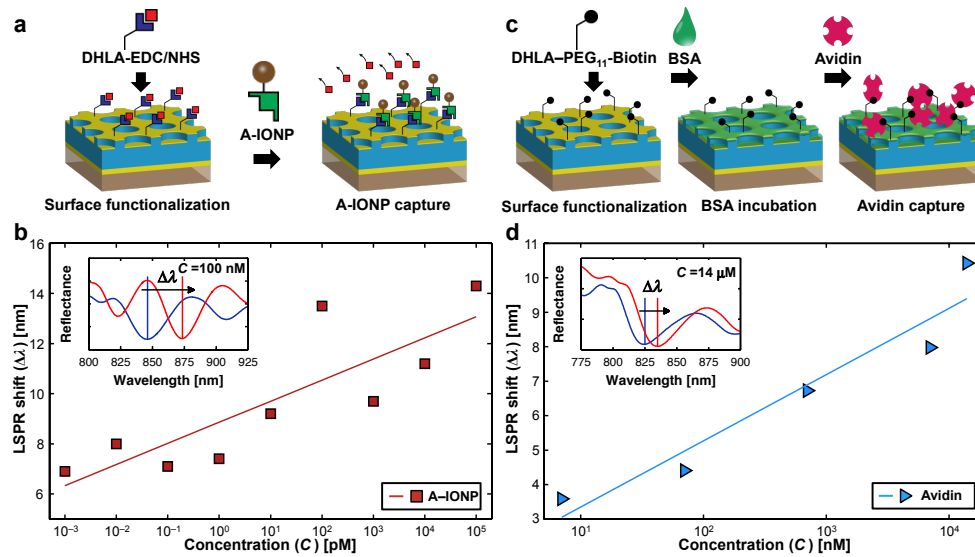 a
DHLA-EDC/NHS
A-IONP
Surface functionalization
A-IONP capture
c
DHLA–PEG₁₁-Biotin
BSA
Avidin
Surface functionalization
BSA incubation
Avidin capture
b
LSPR shift (Δλ) [nm]
16
14
12
10
8
6
10⁻³
10⁻²
10⁻¹
10⁰
10¹
10²
10³
10⁴
10⁵
Concentration (C) [pM]
A–IONP
Reflectance
C =100 nM
Δλ
800
825
850
875
900
925
Wavelength [nm]
d
LSPR shift (Δλ) [nm]
11
10
9
8
7
6
5
4
3
10¹
10²
10³
10⁴
Concentration (C) [nM]
Avidin
Reflectance
C =14 μM
Δλ
775
800
825
850
875
900
Wavelength [nm]